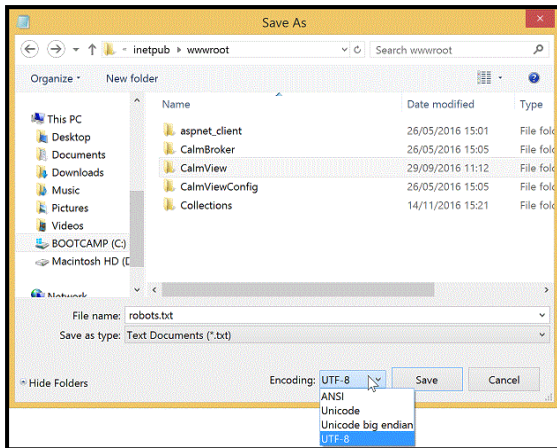 Save As
inetpub ▸ wwwroot
Search wwwroot
Organize
New folder
Name Date modified Type
This PC
Desktop
Documents
Downloads
Music
Pictures
Videos
BOOTCAMP (C:)
Macintosh HD (D
Network
aspnet_client 26/05/2016 15:01 File fold
CalmBroker 26/05/2016 15:05 File fold
CalmView 29/09/2016 11:12 File fold
CalmViewConfig 26/05/2016 15:05 File fold
Collections 14/11/2016 15:21 File fold
File name: robots.txt
Save as type: Text Documents (*.txt)
Hide Folders
Encoding: UTF-8
Save
Cancel
ANSI
Unicode
Unicode big endian
UTF-8